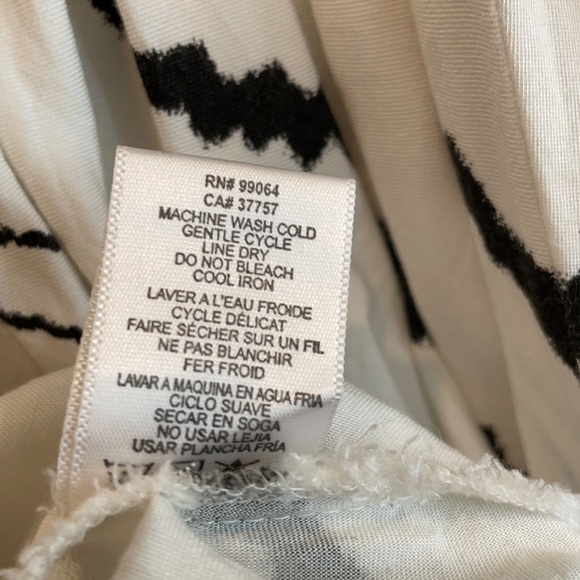 RN# 99064
CA# 37757
MACHINE WASH COLD
GENTLE CYCLE
LINE DRY
DO NOT BLEACH
COOL IRON
LAVER A L'EAU FROIDE
CYCLE DÉLICAT
FAIRE SÉCHER SUR UN FIL
NE PAS BLANCHIR
FER FROID
LAVAR A MAQUINA EN AGUA FRIA
CICLO SUAVE
SECAR EN SOGA
NO USAR LEJIA
USAR PLANCHA FRÍA